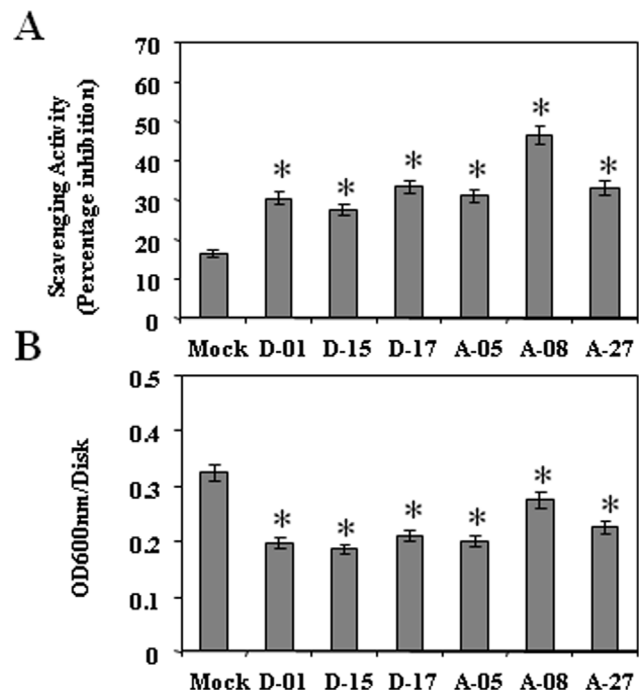 A
70
60
50
40
30
20
10
0
Scavenging Activity
(Percentage inhibition)
* * * * * *
Mock D-01 D-15 D-17 A-05 A-08 A-27
B
0.5
0.4
0.3
0.2
0.1
0
OD600nm/Disk
* * * * * *
Mock D-01 D-15 D-17 A-05 A-08 A-27